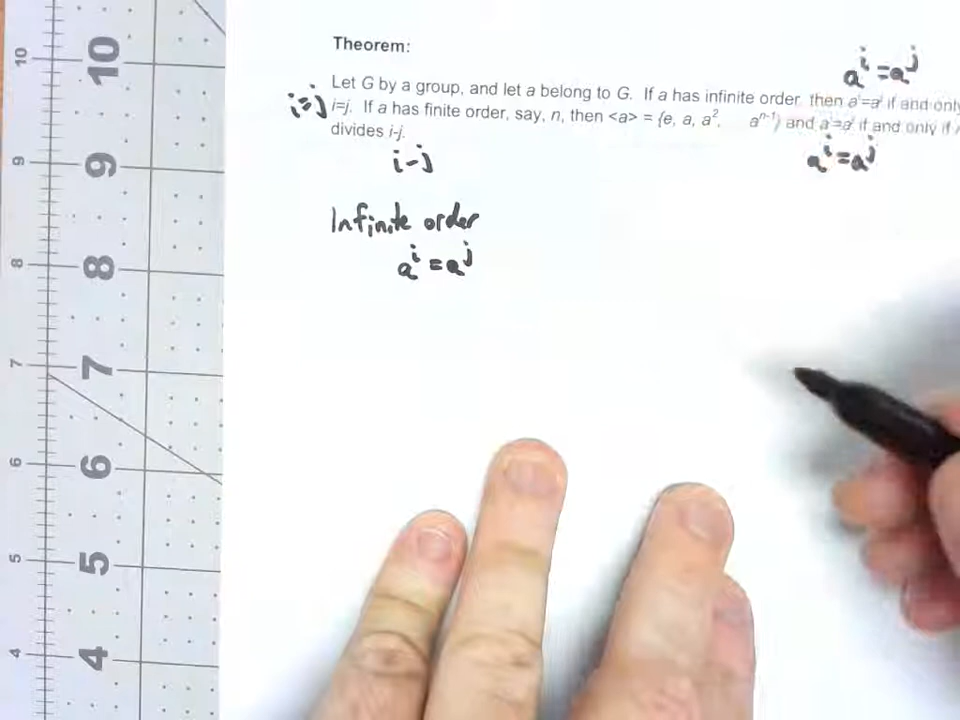 Theorem:
a^i = a^j
Let G by a group, and let a belong to G. If a has infinite order, then a^i=a^j if and only
i=j i=j. If a has finite order, say, n, then <a> = {e, a, a², a^{n-1}} and a^i=a^j if and only if
divides i-j.
i-j
a^i = a^j
Infinite order
a^i = a^j
10 10
9 9
8 8
7 7
6 6
5 5
4 4